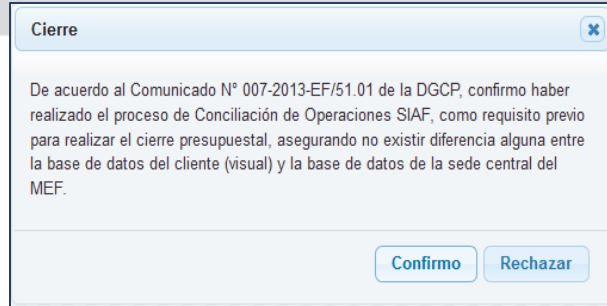 Cierre
De acuerdo al Comunicado N° 007-2013-EF/51.01 de la DGCP, confirmo haber
realizado el proceso de Conciliación de Operaciones SIAF, como requisito previo
para realizar el cierre presupuestal, asegurando no existir diferencia alguna entre
la base de datos del cliente (visual) y la base de datos de la sede central del
MEF.
Confirmo Rechazar